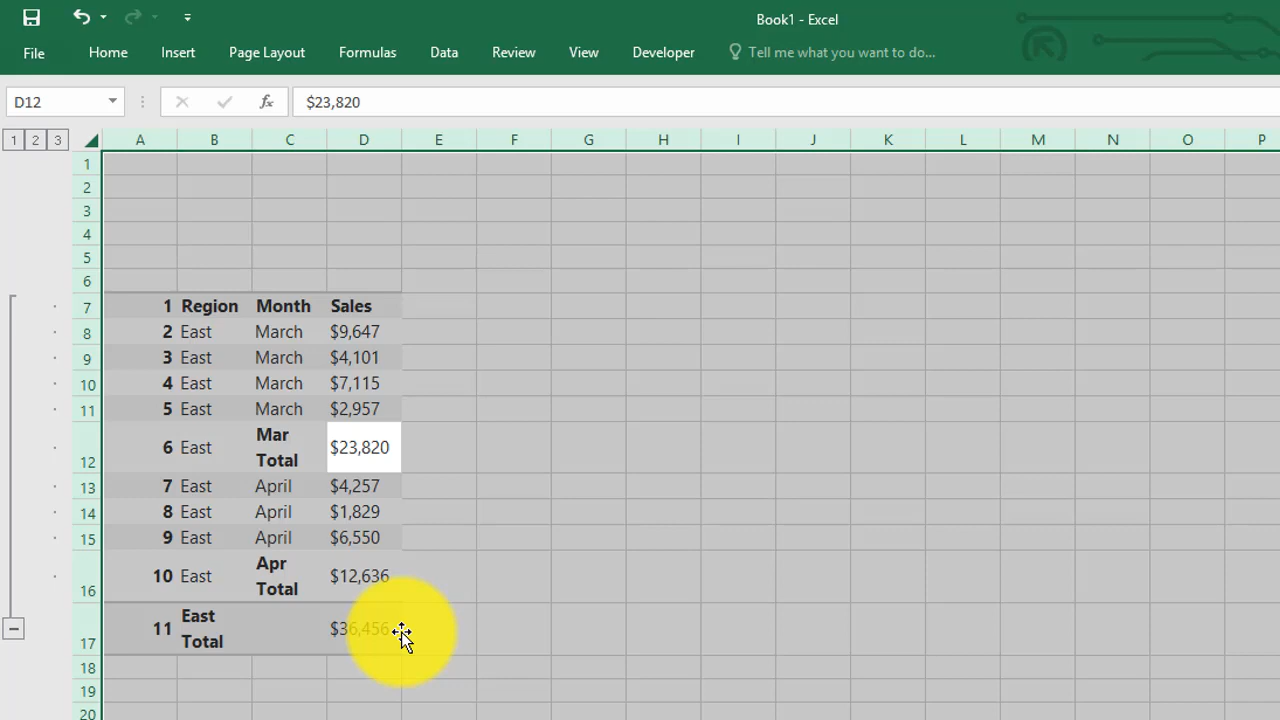 Book1 - Excel
File Home Insert Page Layout Formulas Data Review View Developer Tell me what you want to do...
D12 fx $23,820
1 2 3 A B C D E F G H I J K L M N O P
1
2
3
4
5
6
7 1 Region Month Sales
8 2 East March $9,647
9 3 East March $4,101
10 4 East March $7,115
11 5 East March $2,957
12 6 East Mar Total $23,820
13 7 East April $4,257
14 8 East April $1,829
15 9 East April $6,550
16 10 East Apr Total $12,636
17 11 East Total $36,456
18
19
20